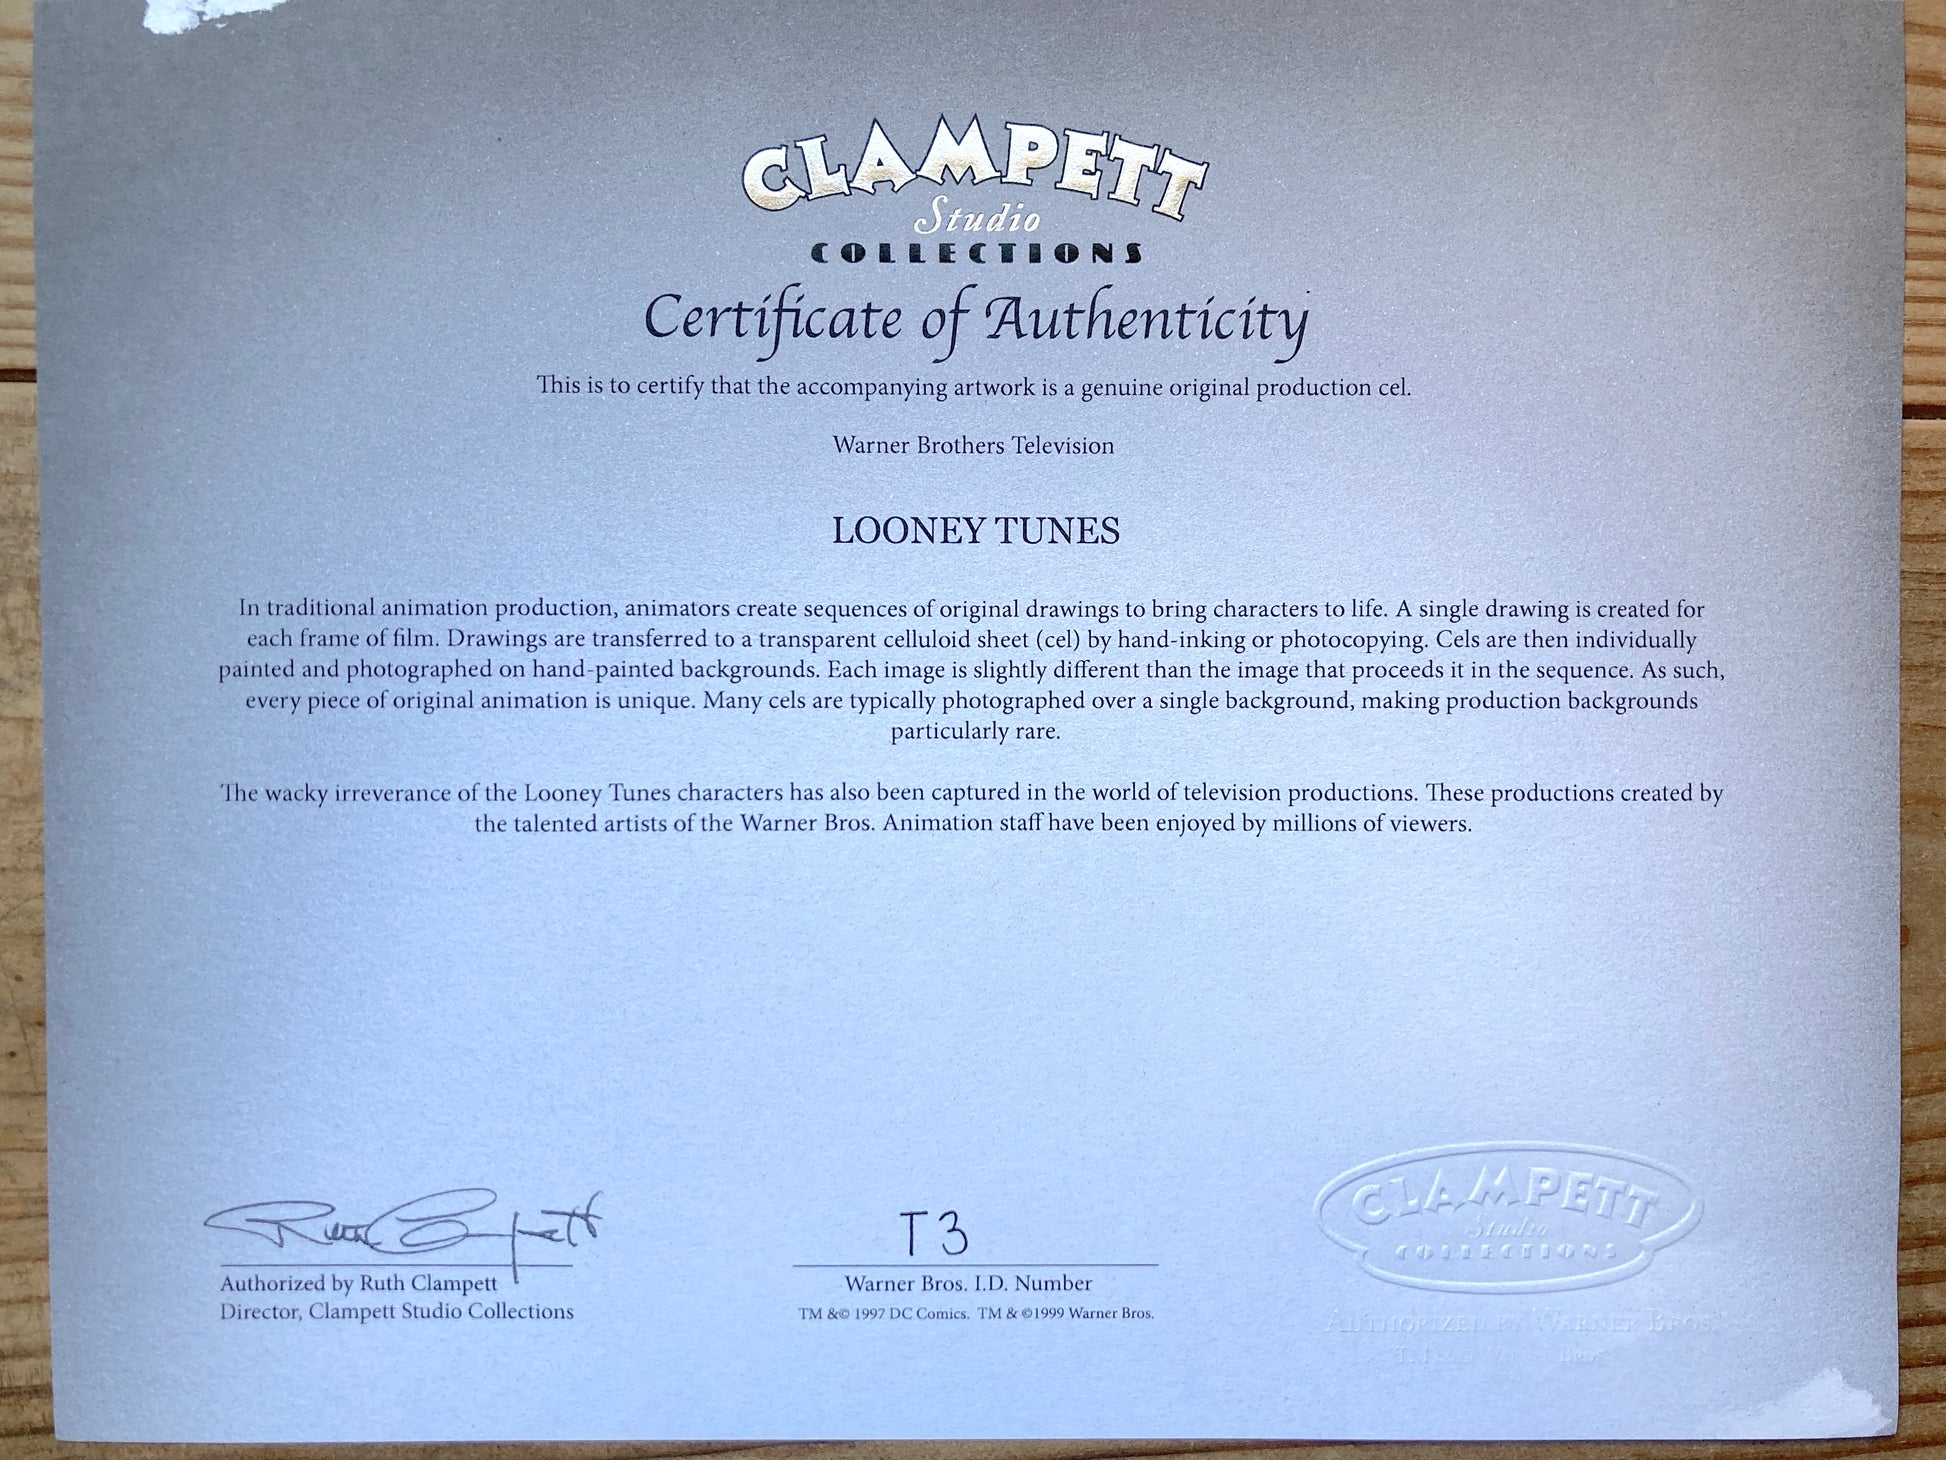 CLAMPETT
Studio
COLLECTIONS
Certificate of Authenticity
This is to certify that the accompanying artwork is a genuine original production cel.
Warner Brothers Television
LOONEY TUNES
In traditional animation production, animators create sequences of original drawings to bring characters to life. A single drawing is created for
each frame of film. Drawings are transferred to a transparent celluloid sheet (cel) by hand-inking or photocopying. Cels are then individually
painted and photographed on hand-painted backgrounds. Each image is slightly different than the image that proceeds it in the sequence. As such,
every piece of original animation is unique. Many cels are typically photographed over a single background, making production backgrounds
particularly rare.
The wacky irreverance of the Looney Tunes characters has also been captured in the world of television productions. These productions created by
the talented artists of the Warner Bros. Animation staff have been enjoyed by millions of viewers.
Ruth Clampett
Authorized by Ruth Clampett
Director, Clampett Studio Collections
T3
Warner Bros. I.D. Number
TM &© 1997 DC Comics. TM & ©1999 Warner Bros.
CLAMPETT
Studio
COLLECTIONS
AUTHORIZED BY WARNER BROS.